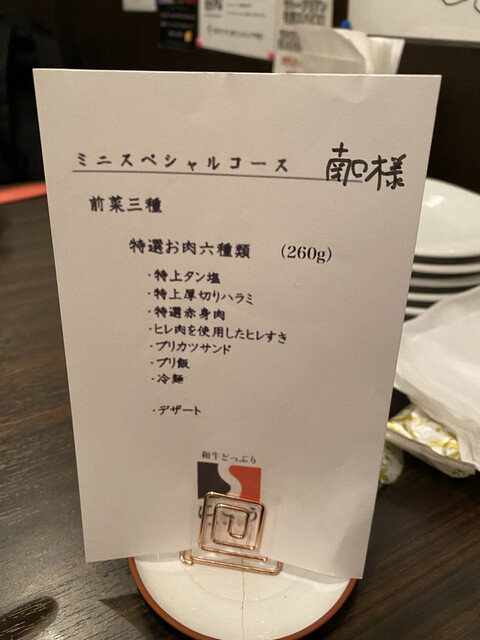 ミニスペシャルコース 南口様
前菜三種
特選お肉六種類 (260g)
・特上タン塩
・特上厚切りハラミ
・特選赤身肉
・ヒレ肉を使用したヒレすき
・ブリカツサンド
・ブリ飯
・冷麺
・デザート
和牛どっぷり